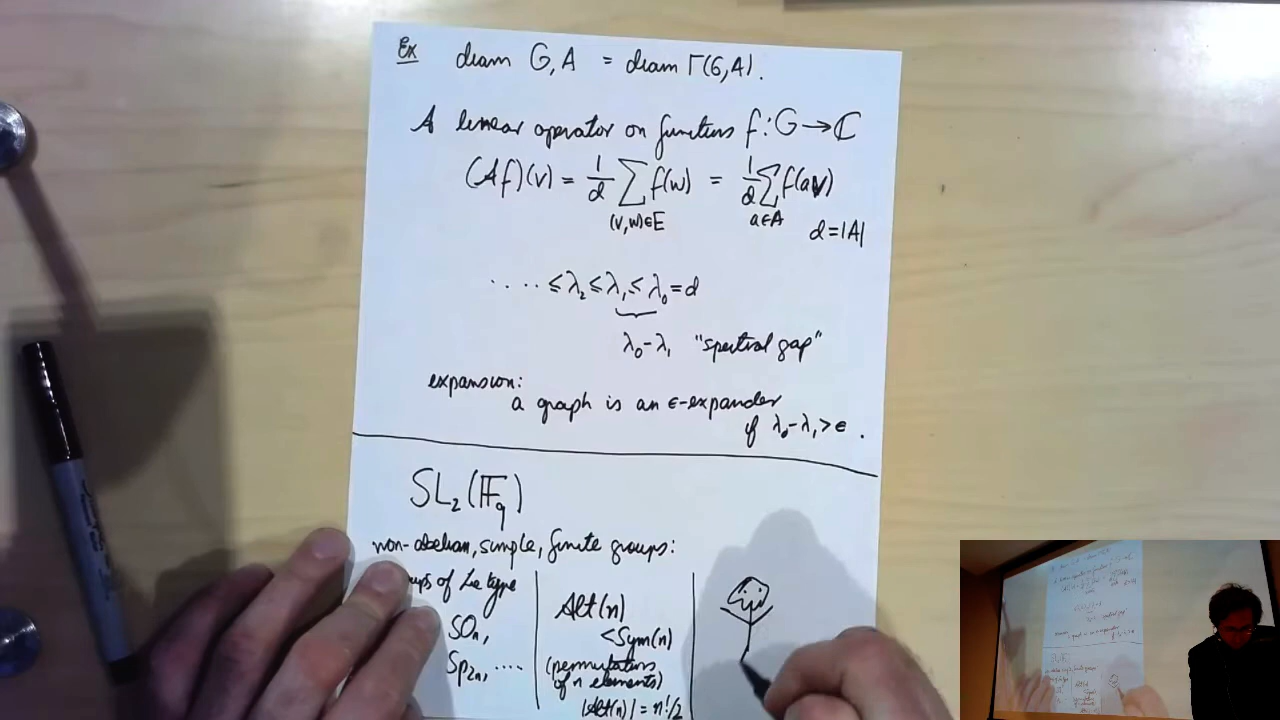 Ex diam G, A = diam Γ(G, A).
A linear operator on functions f: G → ℂ
(Af)(v) = 1/d ∑ f(w) = 1/d ∑ f(av)
(v,w)∈E a∈A d=|A|
.... ≤ λ₂ ≤ λ₁ ≤ λ₀ = d
λ₀-λ₁ "spectral gap"
expansion:
a graph is an ϵ-expander
if λ₀-λ₁ > ϵ.
SL₂(𝔽q)
non-abelian, simple, finite groups:
of Lie type
SOn,
Sp2n, ....
Alt(n)
< Sym(n)
(permutations
of n elements)
|Alt(n)| = n!/2